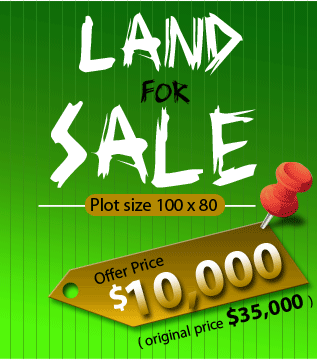 LAND
FOR
SALE
Plot size 100 x 80
Offer Price
$10,000
( original price $35,000 )